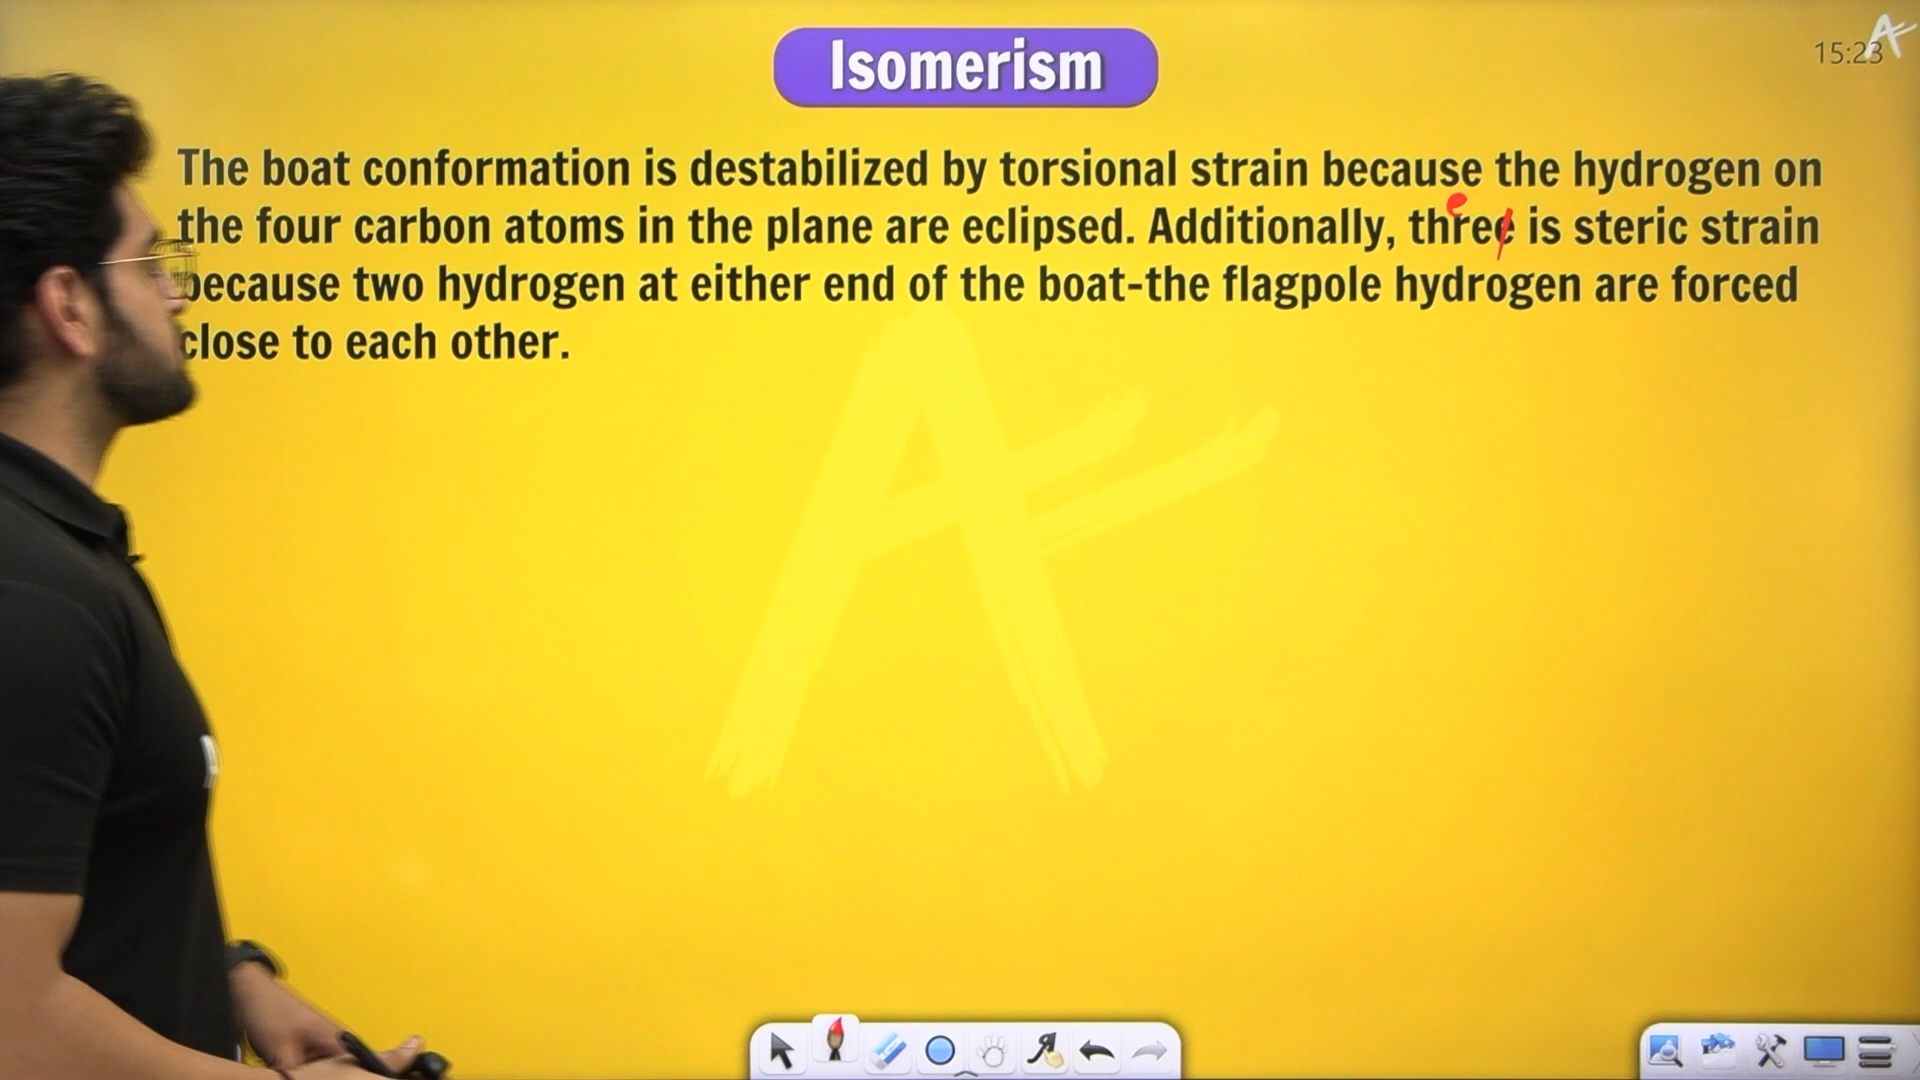 Isomerism
15:23
The boat conformation is destabilized by torsional strain because the hydrogen on
the four carbon atoms in the plane are eclipsed. Additionally, three is steric strain
e
because two hydrogen at either end of the boat-the flagpole hydrogen are forced
close to each other.